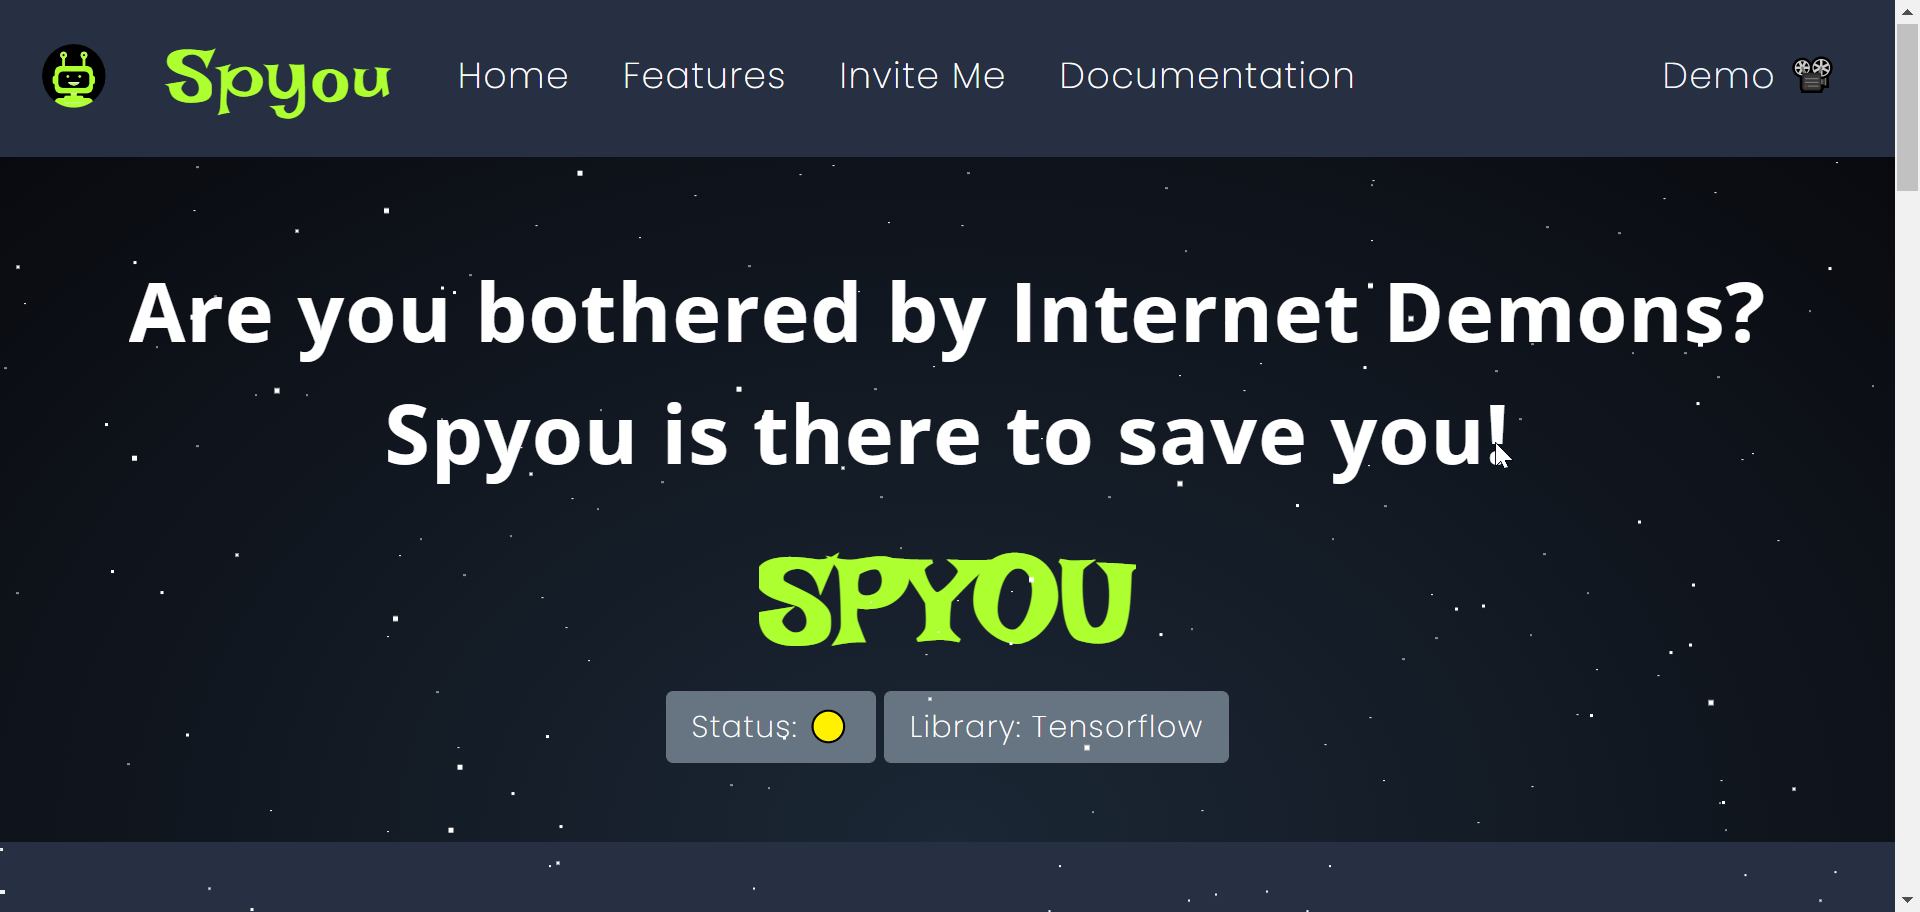 Spyou Home Features Invite Me Documentation Demo
Are you bothered by Internet Demons?
Spyou is there to save you!
SPYOU
Status: Library: Tensorflow